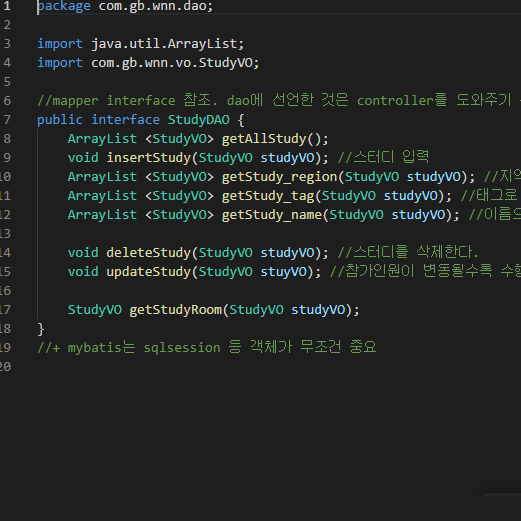 1 package com.gb.wnn.dao;
2
3 import java.util.ArrayList;
4 import com.gb.wnn.vo.StudyVO;
5
6 //mapper interface 참조. dao에 선언한 것은 controller를 도와주기
7 public interface StudyDAO {
8 ArrayList <StudyVO> getAllStudy();
9 void insertStudy(StudyVO studyVO); //스터디 입력
10 ArrayList <StudyVO> getStudy_region(StudyVO studyVO); //지역
11 ArrayList <StudyVO> getStudy_tag(StudyVO studyVO); //태그로
12 ArrayList <StudyVO> getStudy_name(StudyVO studyVO); //이름으
13
14 void deleteStudy(StudyVO studyVO); //스터디를 삭제한다.
15 void updateStudy(StudyVO stuyVO); //참가인원이 변동될수록 수행
16
17 StudyVO getStudyRoom(StudyVO studyVO);
18 }
19 //+ mybatis는 sqlsession 등 객체가 무조건 중요
20